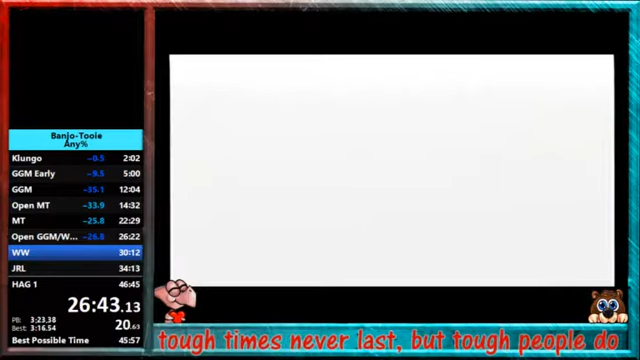 Banjo-Tooie
Any%
Klungo -0.5 2:02
GGM Early -9.5 5:00
GGM -35.1 12:04
Open MT -33.9 14:32
MT -25.8 22:29
Open GGM/W... -26.8 26:22
WW 30:12
JRL 34:13
HAG 1 46:45
26:43.13
PB: 3:23.38
Best: 3:16.54
20.63
Best Possible Time 45:57
tough times never last, but tough people do